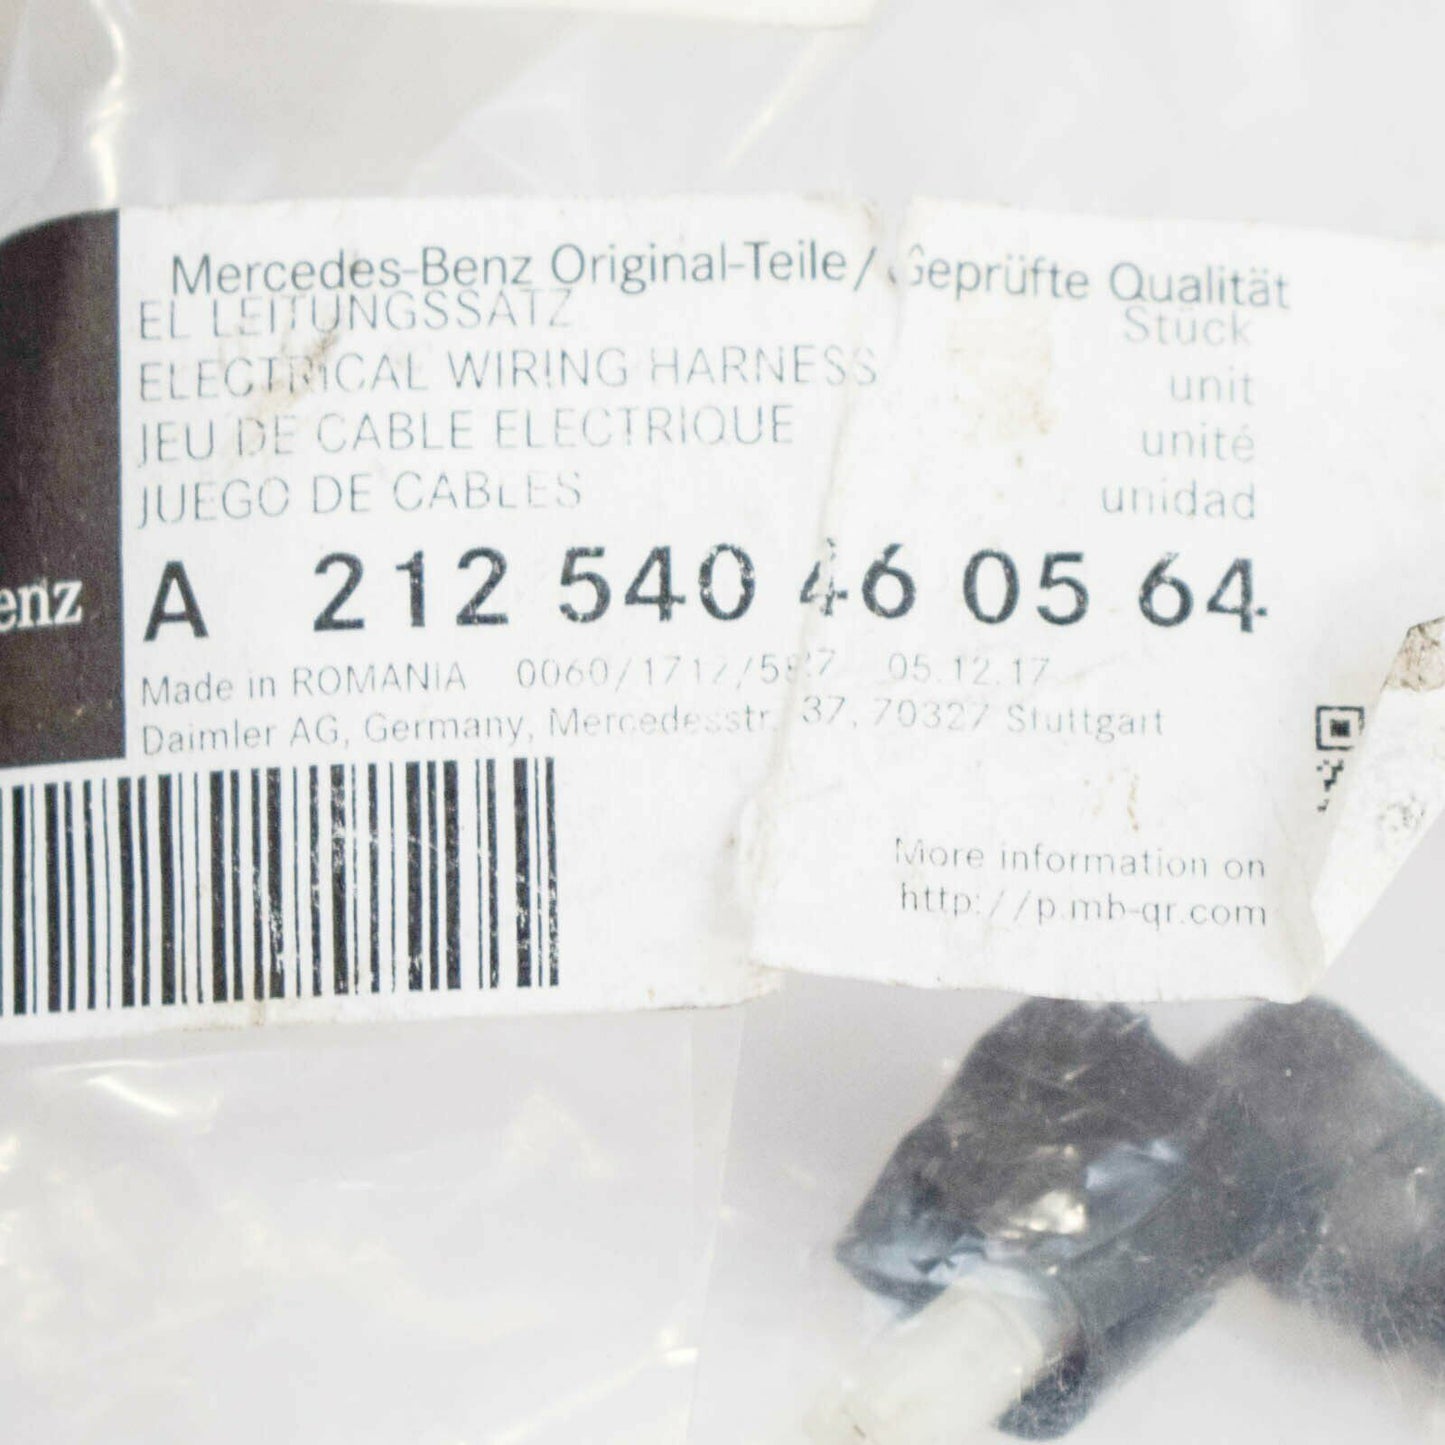 Mercedes-Benz Original-Teile / Geprüfte Qualität
EL LEITUNGSSATZ Stück
ELECTRICAL WIRING HARNESS unit
JEU DE CABLE ELECTRIQUE unité
JUEGO DE CABLES unidad
enz
A 212 540 46 05 64
Made in ROMANIA 05.12.17
Daimler AG, Germany, Mercedesstr. 37, 70327 Stuttgart
More information on
http://p.mb-qr.com